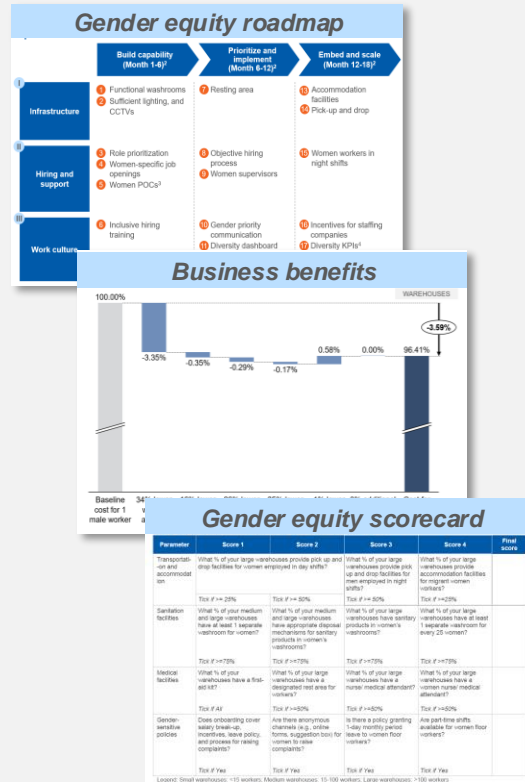 Gender equity roadmap
Build capability
(Month 1-6)²
Prioritize and
implement
(Month 6-12)²
Embed and scale
(Month 12-18)²
I
Infrastructure
1 Functional washrooms
2 Sufficient lighting, and
CCTVs
7 Resting area
13 Accommodation
facilities
14 Pick-up and drop
II
Hiring and
support
3 Role prioritization
4 Women-specific job
openings
5 Women POCs³
8 Objective hiring
process
9 Women supervisors
15 Women workers in
night shifts
III
Work culture
6 Inclusive hiring
training
10 Gender priority
communication
11 Diversity dashboard
16 Incentives for staffing
companies
17 Diversity KPIs⁴
Business benefits
WAREHOUSES
100.00%
-3.35%
-0.35%
-0.29%
-0.17%
0.58%
0.00%
96.41%
-3.59%
Baseline
cost for 1
male worker
Gender equity scorecard
Parameter
Score 1
Score 2
Score 3
Score 4
Final
score
Transportati-
-on and
accommodat
ion
What % of your large warehouses provide pick up and
drop facilities for women employed in day shifts?
Tick if >= 25%
Tick if >= 50%
What % of your large
warehouses provide pick
up and drop facilities for
men employed in night
shifts?
Tick if >= 50%
What % of your large
warehouses provide
accommodation facilities
for migrant women
workers?
Tick if >=25%
Sanitation
facilities
What % of your medium
and large warehouses
have at least 1 separate
washroom for women?
Tick if >=75%
What % of your medium
and large warehouses
have appropriate disposal
mechanisms for sanitary
products in women's
washrooms?
Tick if >=75%
What % of your large
warehouses have sanitary
products in women's
washrooms?
Tick if >=75%
What % of your large
warehouses have at least
1 separate washroom for
every 25 women?
Tick if >=75%
Medical
facilities
What % of your
warehouses have a first-
aid kit?
Tick if All
What % of your large
warehouses have a
designated rest area for
workers?
Tick if >=50%
What % of your large
warehouses have a
nurse/ medical attendant?
Tick if >=50%
What % of your large
warehouses have a
women nurse/ medical
attendant?
Tick if >=50%
Gender-
sensitive
policies
Does onboarding cover
salary break-up,
incentives, leave policy,
and process for raising
complaints?
Tick if Yes
Are there anonymous
channels (e.g., online
forms, suggestion box) for
women to raise
complaints?
Tick if Yes
Is there a policy granting
1-day monthly period
leave to women floor
workers?
Tick if Yes
Are part-time shifts
available for women floor
workers?
Tick if Yes
Legend: Small warehouses: <15 workers, Medium warehouses: 15-100 workers, Large warehouses: >100 workers